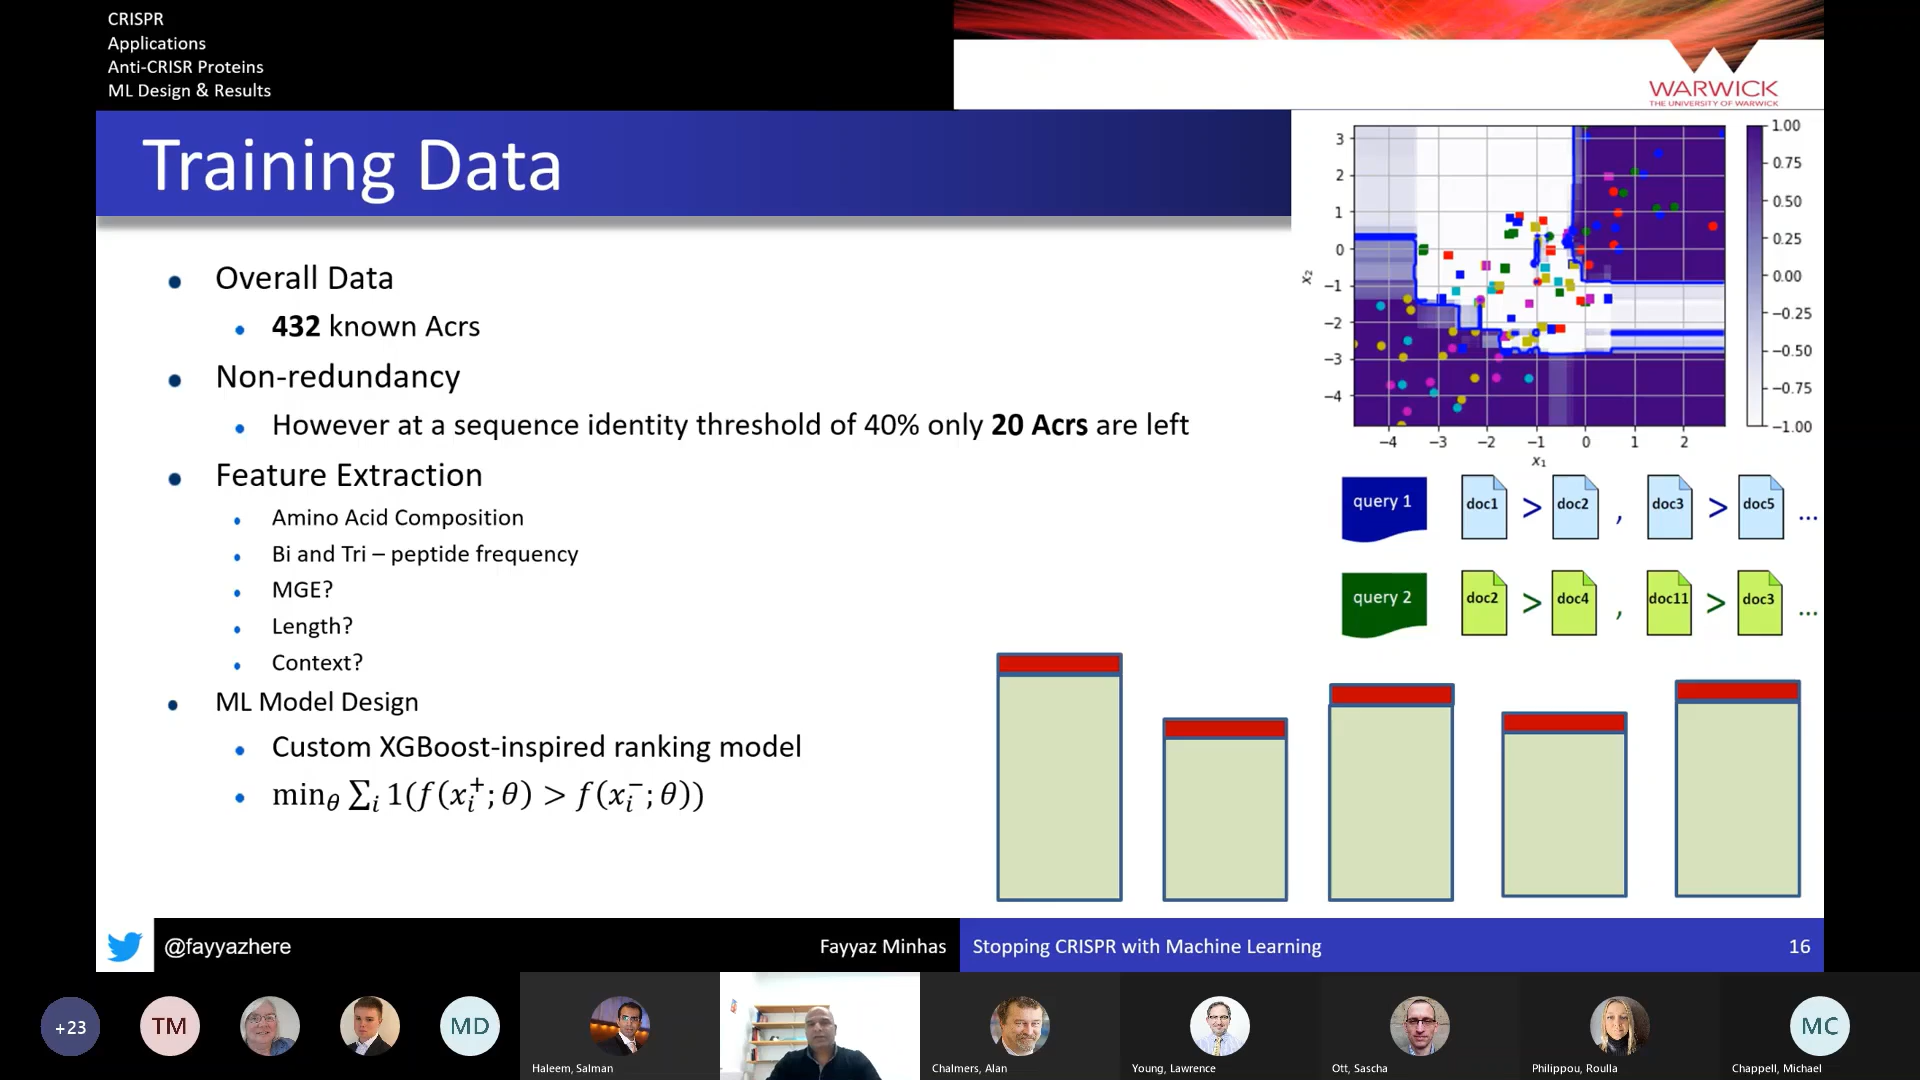 CRISPR
Applications
Anti-CRISR Proteins
ML Design & Results
WARWICK
THE UNIVERSITY OF WARWICK
Training Data
Overall Data
432 known Acrs
Non-redundancy
However at a sequence identity threshold of 40% only 20 Acrs are left
Feature Extraction
Amino Acid Composition
Bi and Tri – peptide frequency
MGE?
Length?
Context?
ML Model Design
Custom XGBoost-inspired ranking model
min_θ ∑_i 1(f(x_i^+; θ) > f(x_i^−; θ))
3
2
1
0
−1
−2
−3
−4
x₂
−4 −3 −2 −1 0 1 2
x₁
1.00
0.75
0.50
0.25
0.00
−0.25
−0.50
−0.75
−1.00
query 1 doc1 > doc2 , doc3 > doc5 ...
query 2 doc2 > doc4 , doc11 > doc3 ...
@fayyazhere Fayyaz Minhas Stopping CRISPR with Machine Learning 16
+23 TM MD MC
Haleem, Salman Chalmers, Alan Young, Lawrence Ott, Sascha Philippou, Roulla Chappell, Michael